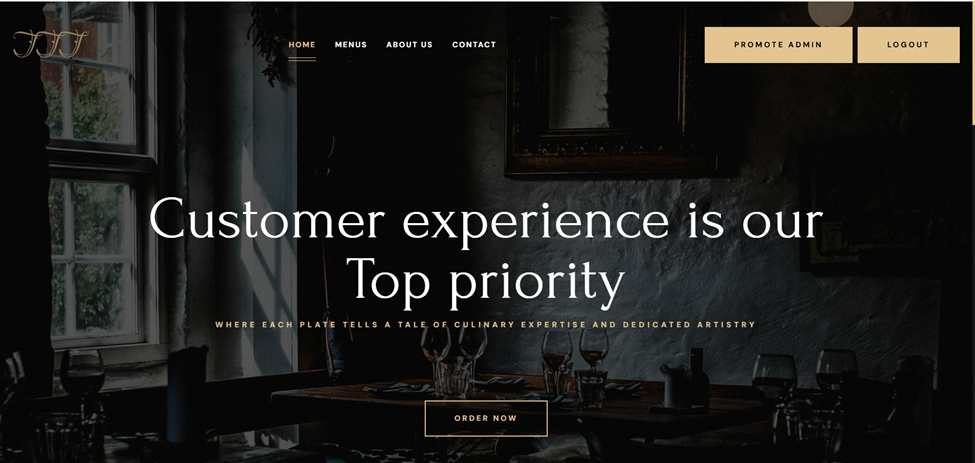 HOME MENUS ABOUT US CONTACT PROMOTE ADMIN LOGOUT
Customer experience is our
Top priority
WHERE EACH PLATE TELLS A TALE OF CULINARY EXPERTISE AND DEDICATED ARTISTRY
ORDER NOW